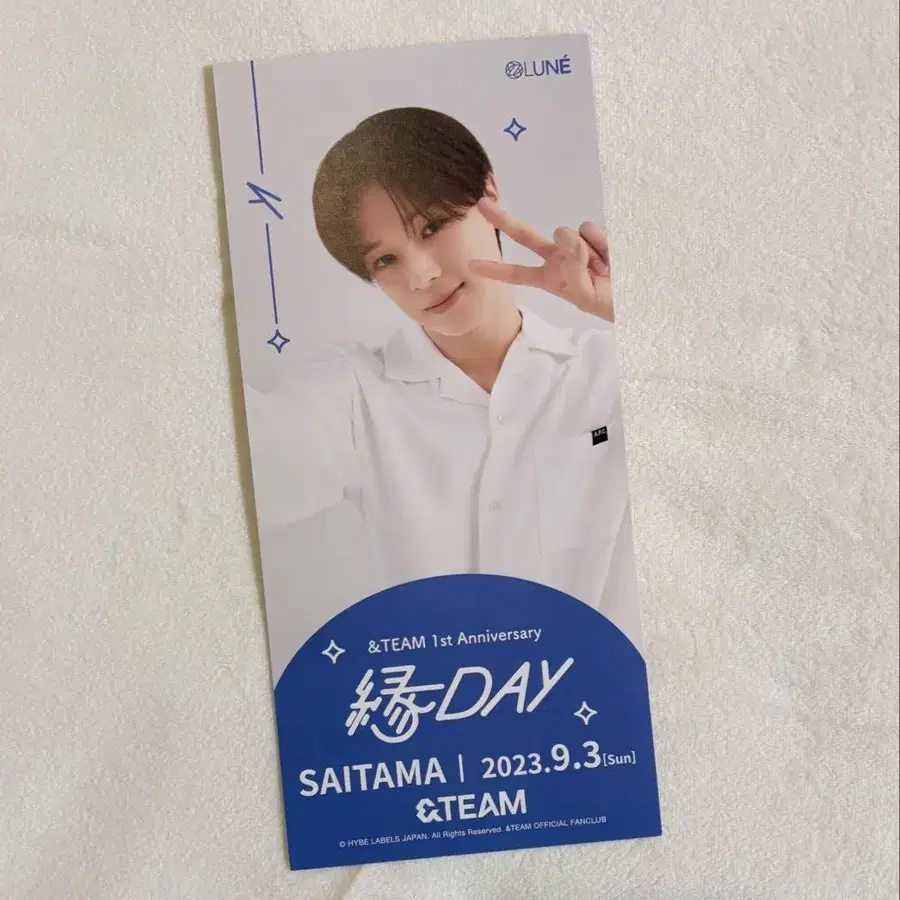 LUNÉ
K
A.P.C.
&TEAM 1st Anniversary
縁DAY
SAITAMA | 2023.9.3[Sun]
&TEAM
© HYBE LABELS JAPAN. All Rights Reserved. &TEAM OFFICIAL FANCLUB